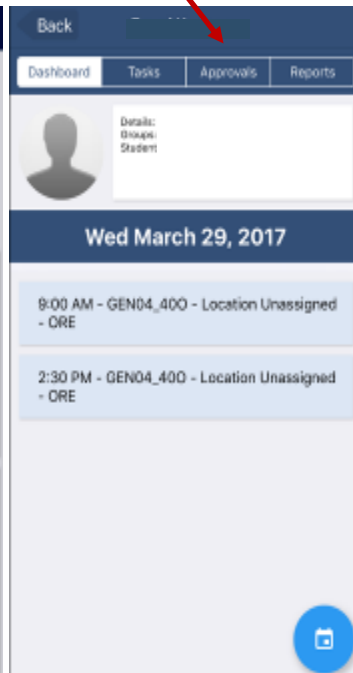 Back
Dashboard Tasks Approvals Reports
Details:
Groups:
Student
Wed March 29, 2017
9:00 AM - GEN04_40O - Location Unassigned
- ORE
2:30 PM - GEN04_40O - Location Unassigned
- ORE